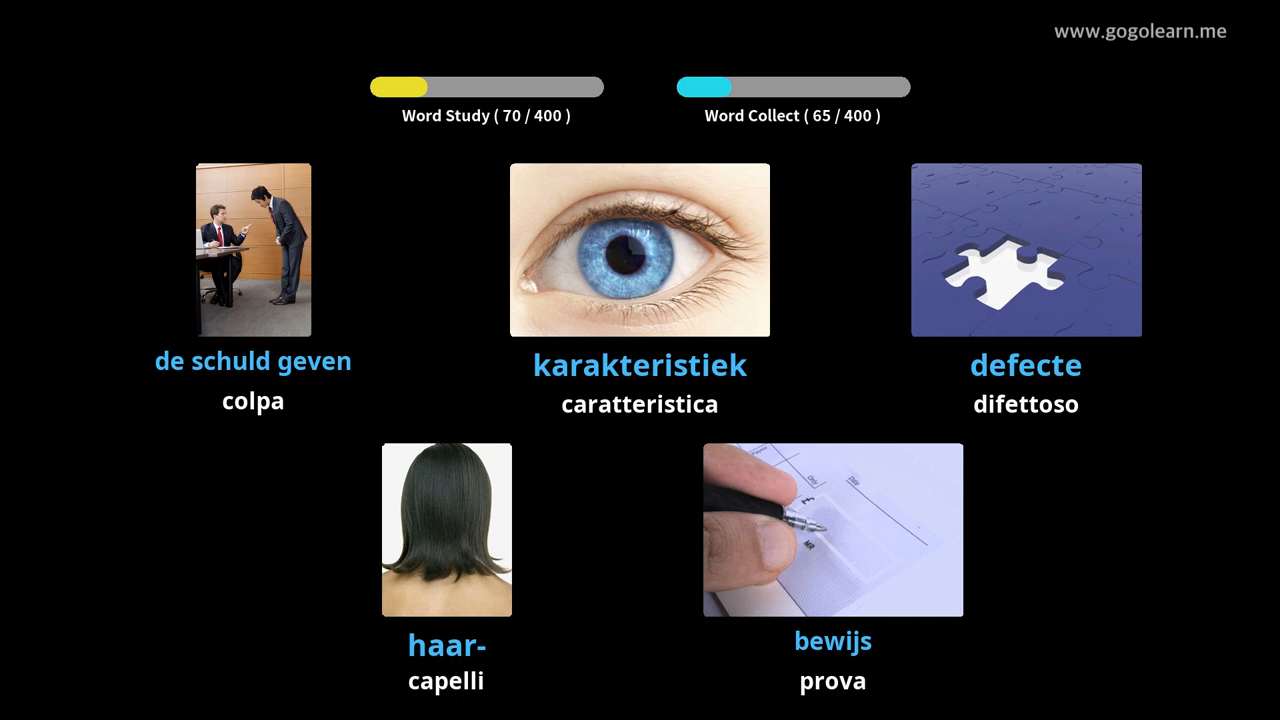 www.gogolearn.me
Word Study ( 70 / 400 )
Word Collect ( 65 / 400 )
de schuld geven
colpa
karakteristiek
caratteristica
defecte
difettoso
haar-
capelli
bewijs
prova